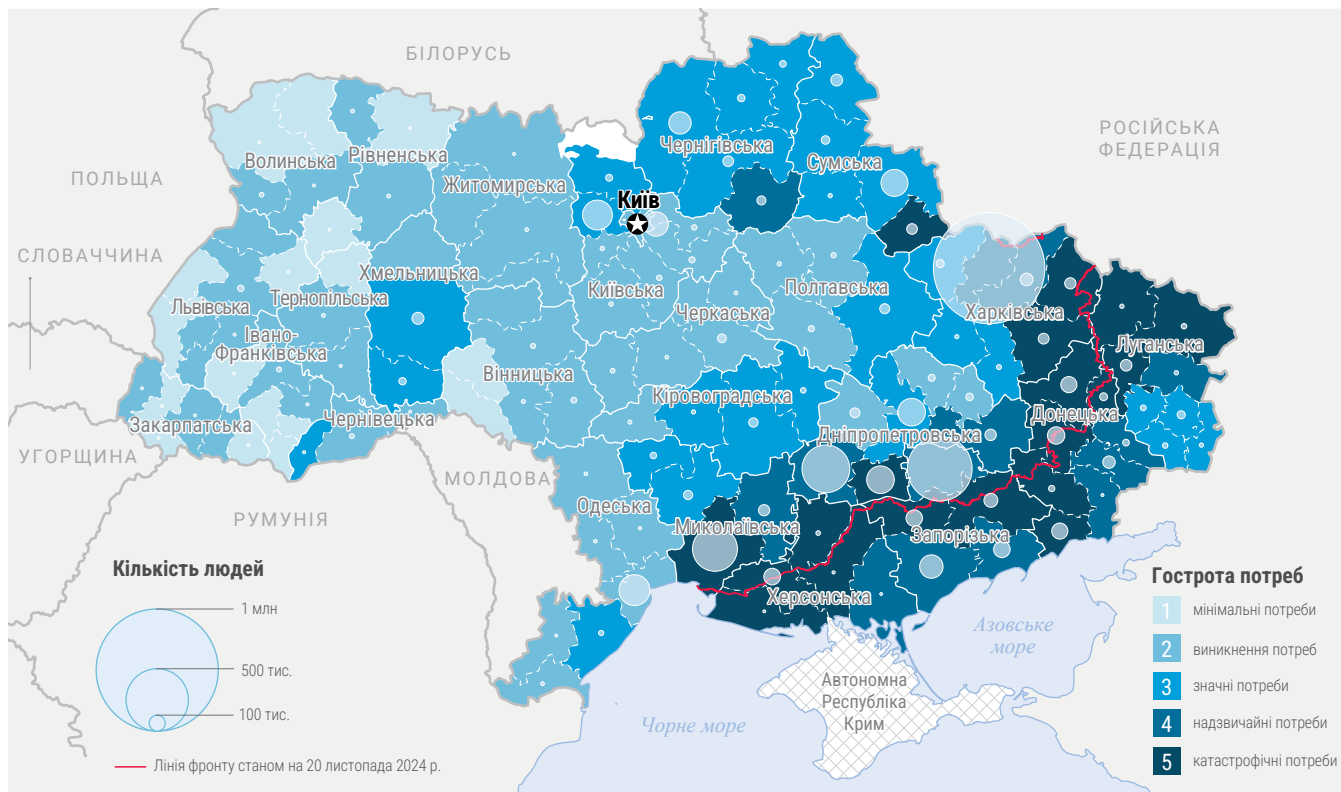 БІЛОРУСЬ
РОСІЙСЬКА
ФЕДЕРАЦІЯ
ПОЛЬЩА
СЛОВАЧЧИНА
УГОРЩИНА
РУМУНІЯ
МОЛДОВА
Волинська
Рівненська
Житомирська
Київ
Чернігівська
Сумська
Львівська
Тернопільська
Хмельницька
Київська
Черкаська
Полтавська
Харківська
Луганська
Івано-
Франківська
Закарпатська
Чернівецька
Вінницька
Кіровоградська
Дніпропетровська
Донецька
Одеська
Миколаївська
Запорізька
Херсонська
Автономна
Республіка
Крим
Азовське
море
Чорне море
Кількість людей
1 млн
500 тис.
100 тис.
Лінія фронту станом на 20 листопада 2024 р.
Гострота потреб
1 мінімальні потреби
2 виникнення потреб
3 значні потреби
4 надзвичайні потреби
5 катастрофічні потреби